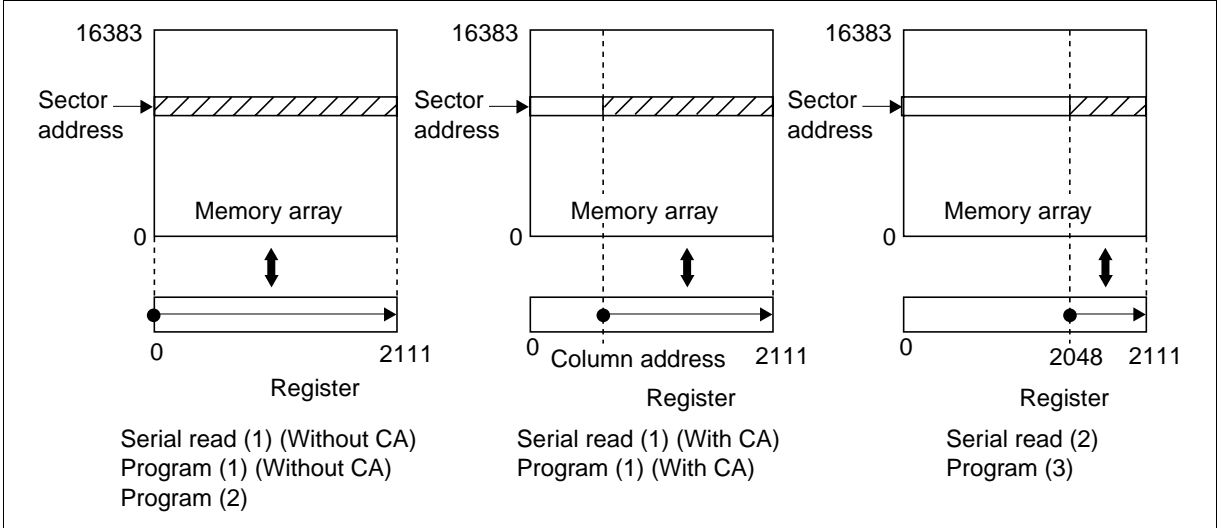 16383
Sector
address
Memory array
0
0
2111
Register
Serial read (1) (Without CA)
Program (1) (Without CA)
Program (2)
16383
Sector
address
Memory array
0
0
Column address
2111
Register
Serial read (1) (With CA)
Program (1) (With CA)
16383
Sector
address
Memory array
0
0
2048
2111
Register
Serial read (2)
Program (3)